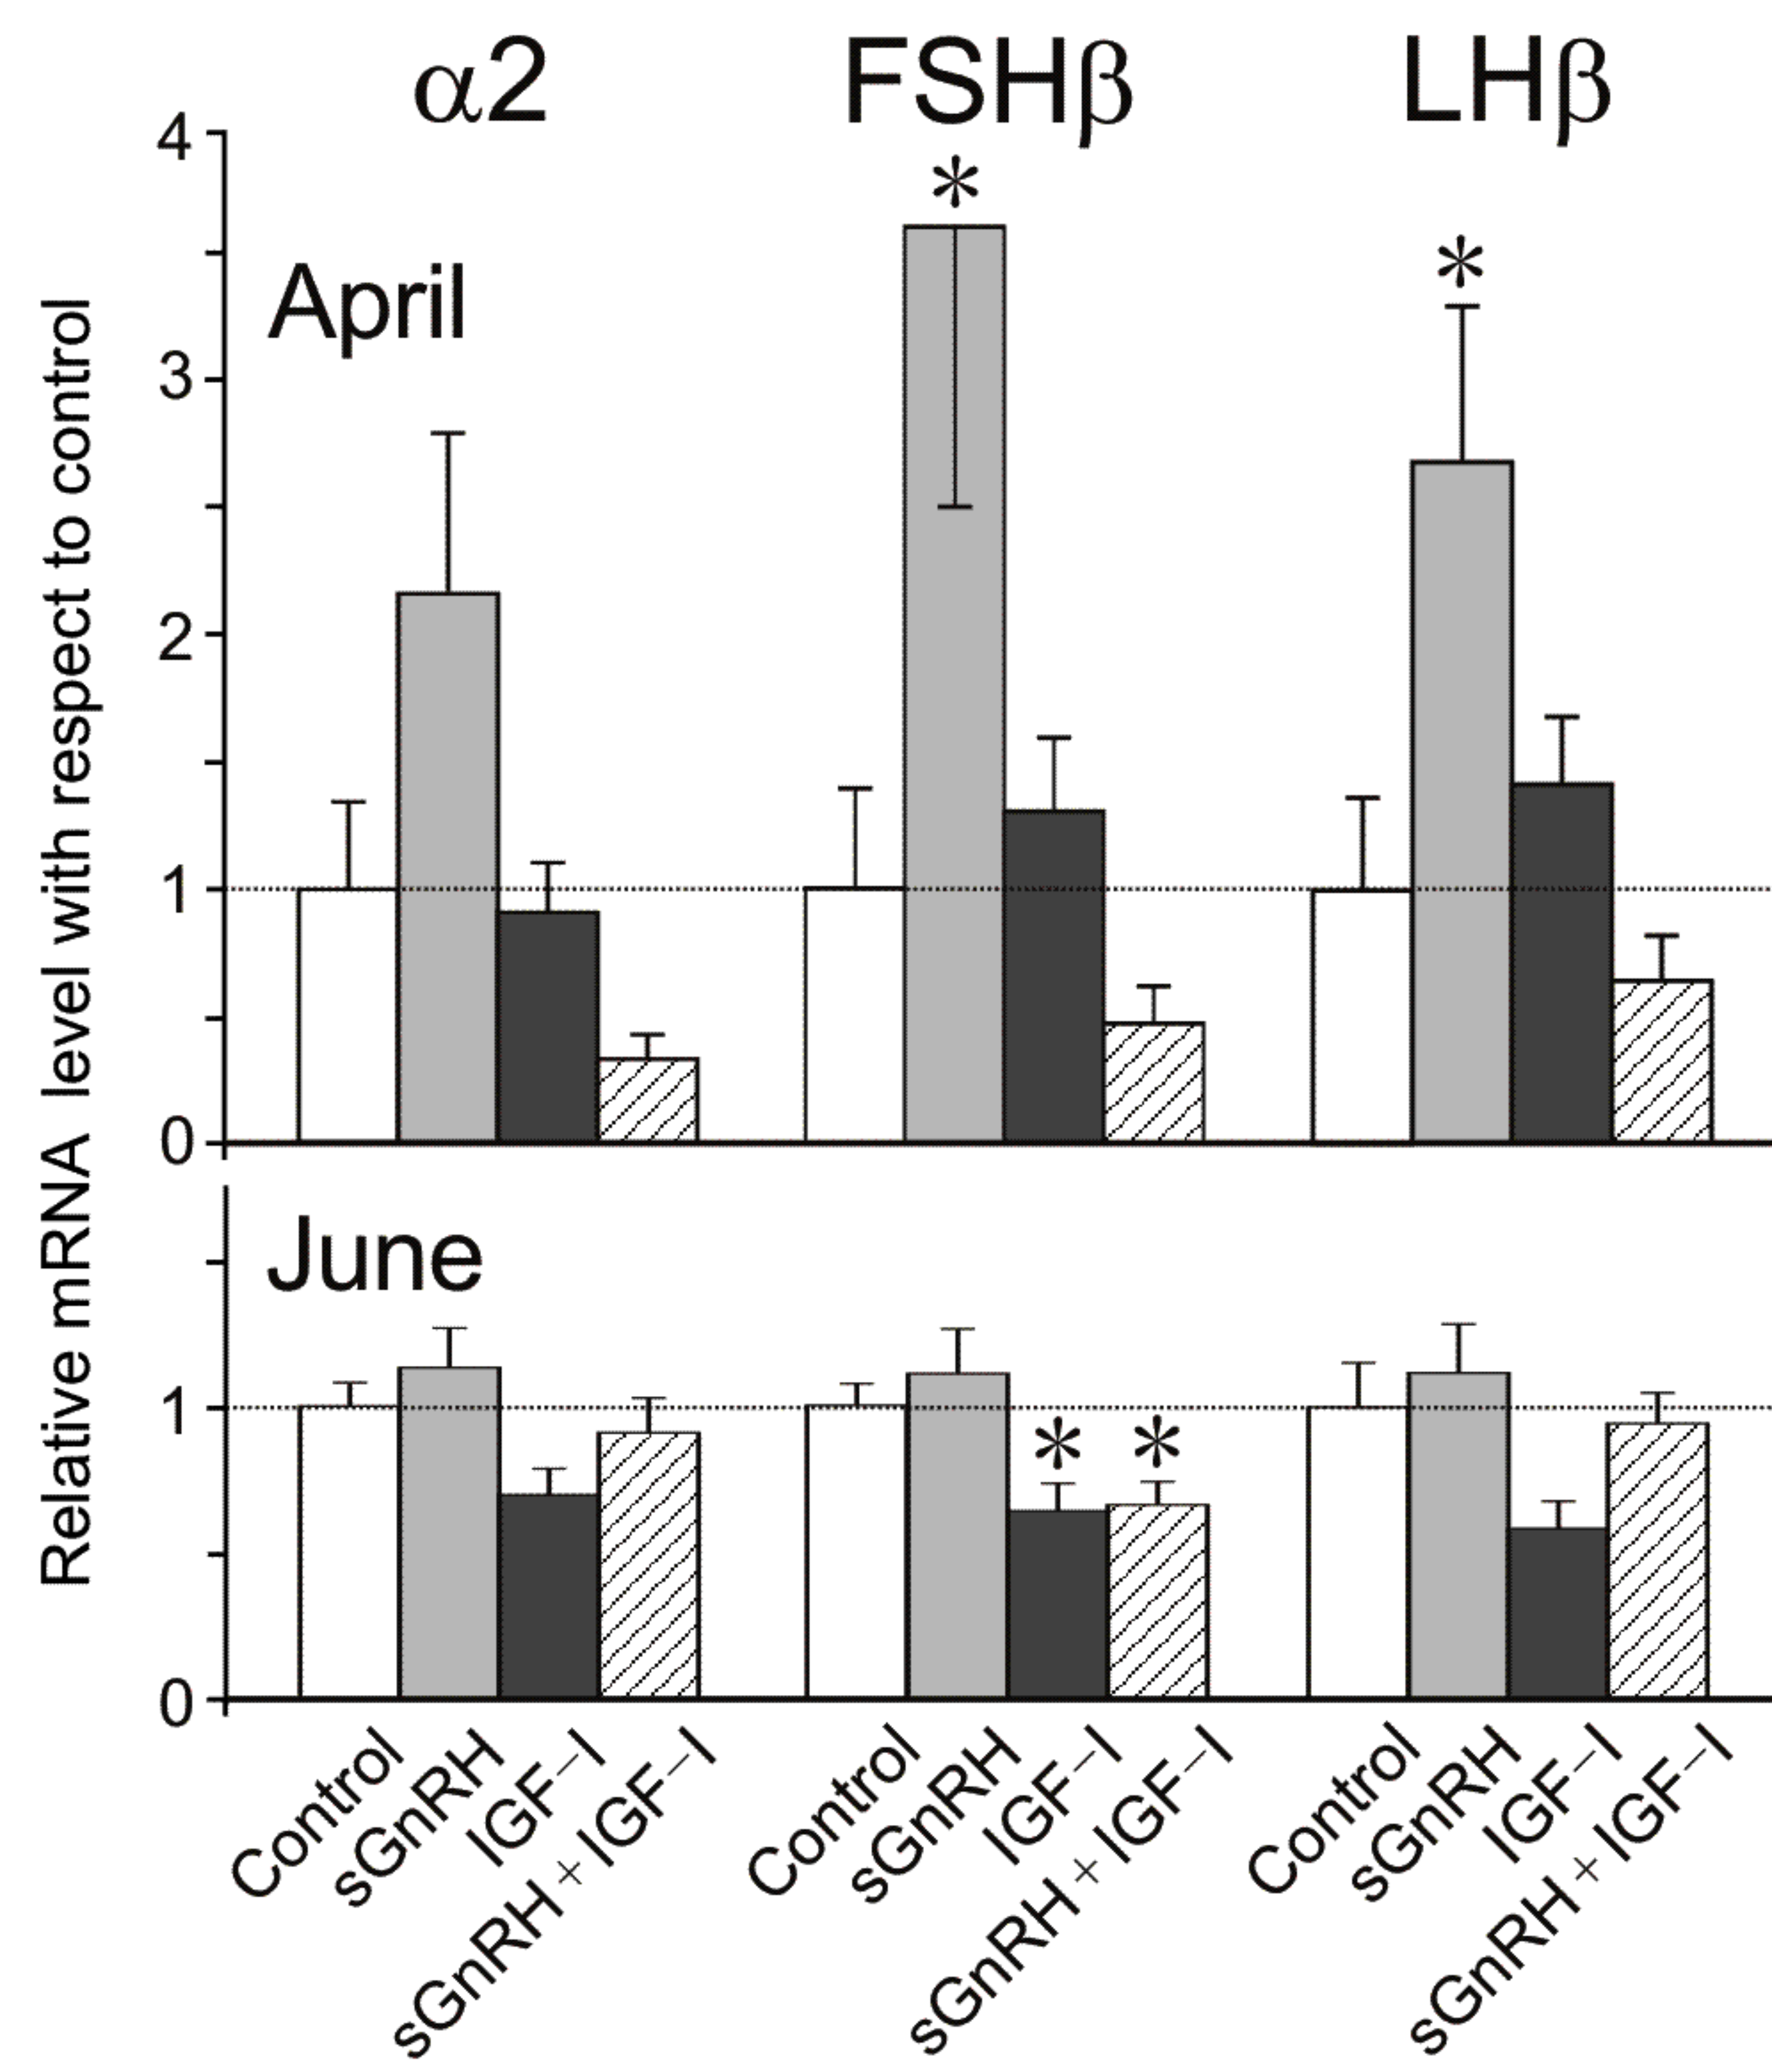 α2 FSHβ LHβ
Relative mRNA level with respect to control
4
*
*
April
3
2
1
0
June
1
* *
0
Control sGnRH IGF–I sGnRH + IGF–I
Control sGnRH IGF–I sGnRH + IGF–I
Control sGnRH IGF–I sGnRH + IGF–I